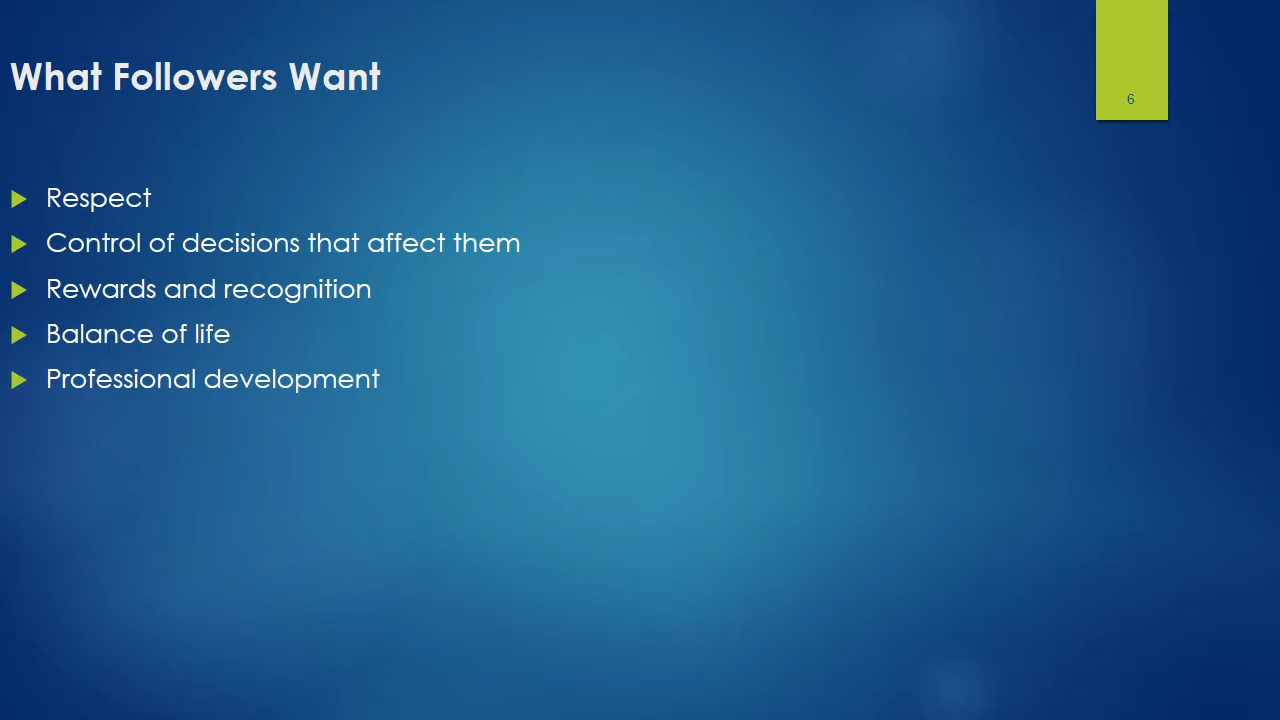 What Followers Want
6
Respect
Control of decisions that affect them
Rewards and recognition
Balance of life
Professional development